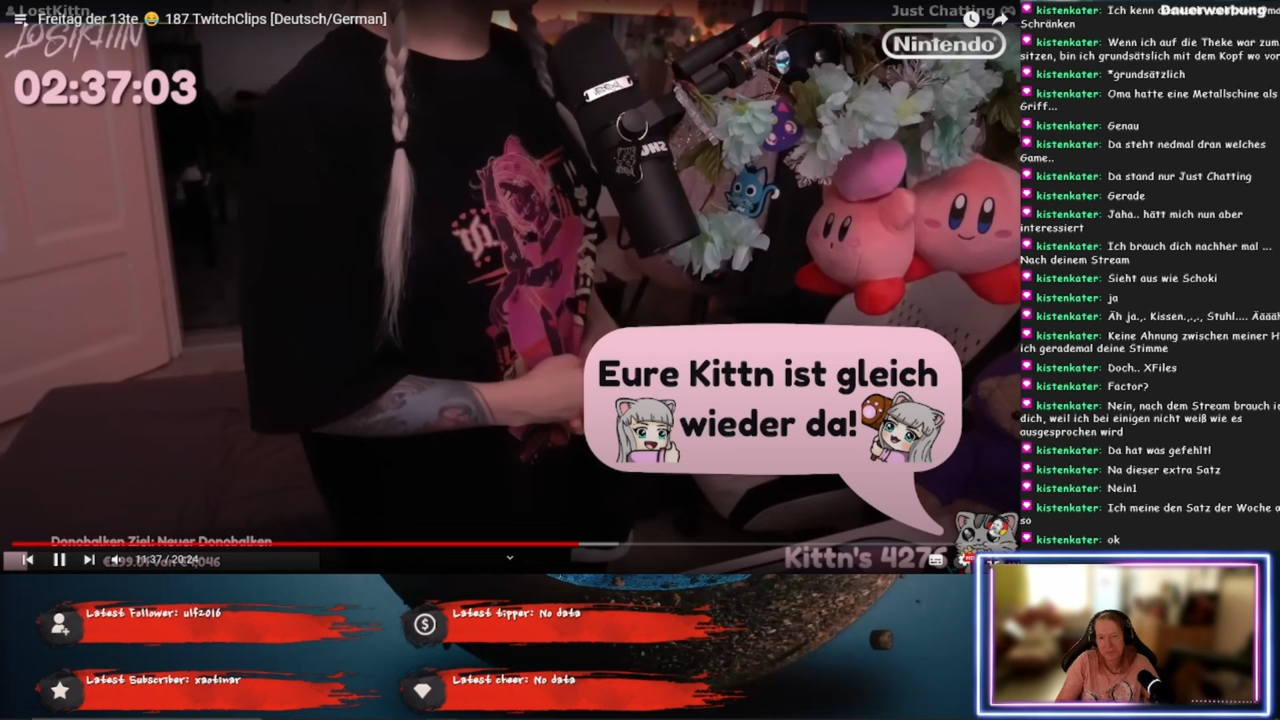 LostKittn
Freitag der 13te 😂 187 TwitchClips [Deutsch/German]
Just Chatting
LOSTKITTN
Nintendo
02:37:03
Eure Kittn ist gleich
wieder da!
Donobalken Ziel: Neuer Donobalken
11:37 / 20:24
Kittn's 427
Dauerwerbung
kistenkater: Ich kenn
Schränken
kistenkater: Wenn ich auf die Theke war zum
sitzen, bin ich grundsätslich mit dem Kopf wo vor
kistenkater: *grundsätzlich
kistenkater: Oma hatte eine Metallschine als
Griff...
kistenkater: Genau
kistenkater: Da steht nedmal dran welches
Game..
kistenkater: Da stand nur Just Chatting
kistenkater: Gerade
kistenkater: Jaha.. hätt mich nun aber
interessiert
kistenkater: Ich brauch dich nachher mal ...
Nach deinem Stream
kistenkater: Sieht aus wie Schoki
kistenkater: ja
kistenkater: Äh ja.,. Kissen.,.,, Stuhl....
kistenkater: Keine Ahnung zwischen meiner
ich gerademal deine Stimme
kistenkater: Doch.. XFiles
kistenkater: Factor?
kistenkater: Nein, nach dem Stream brauch
dich, weil ich bei einigen nicht weiß wie es
ausgesprochen wird
kistenkater: Da hat was gefehlt!
kistenkater: Na dieser extra Satz
kistenkater: Nein1
kistenkater: Ich meine den Satz der Woche
so
kistenkater: ok
Latest Follower: ulf2016
Latest tipper: No data
Latest Subscriber: xaotinar
Latest cheer: No data